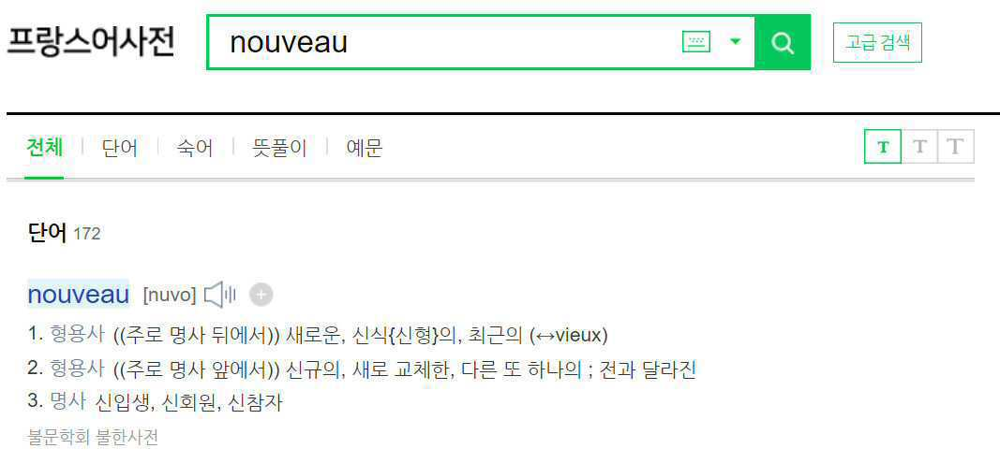 프랑스어사전 nouveau 고급 검색
전체 단어 숙어 뜻풀이 예문 T T T
단어 172
nouveau [nuvo]
1. 형용사 ((주로 명사 뒤에서)) 새로운, 신식{신형}의, 최근의 (↔vieux)
2. 형용사 ((주로 명사 앞에서)) 신규의, 새로 교체한, 다른 또 하나의 ; 전과 달라진
3. 명사 신입생, 신회원, 신참자
불문학회 불한사전